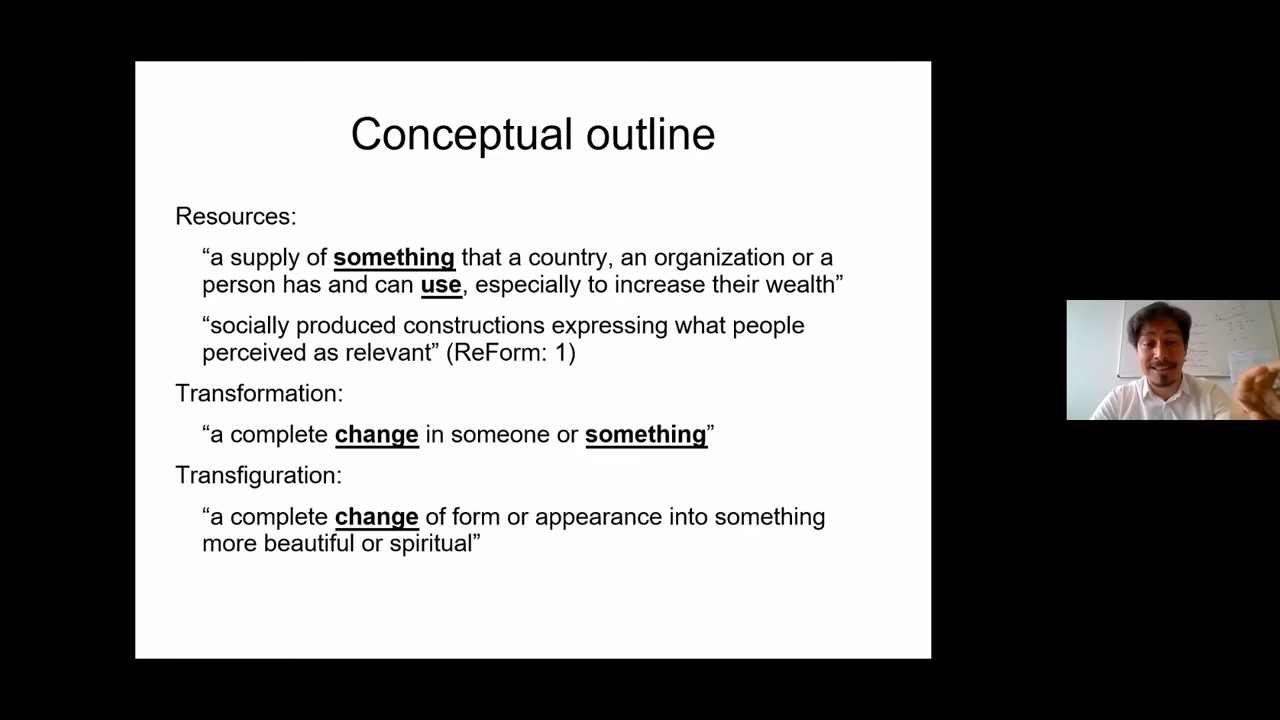 Conceptual outline
Resources:
“a supply of something that a country, an organization or a
person has and can use, especially to increase their wealth”
“socially produced constructions expressing what people
perceived as relevant” (ReForm: 1)
Transformation:
“a complete change in someone or something”
Transfiguration:
“a complete change of form or appearance into something
more beautiful or spiritual”